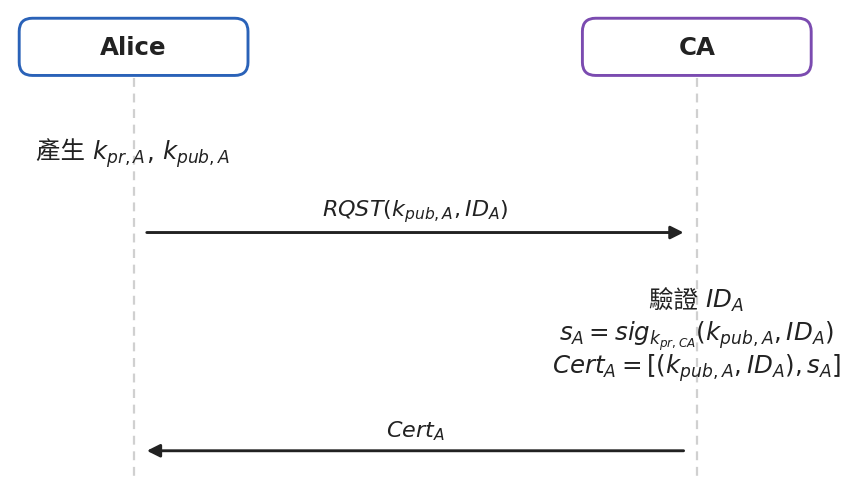 Alice
CA
產生 k_{pr,A}, k_{pub,A}
RQST(k_{pub,A}, ID_A)
驗證 ID_A
s_A = sig_{k_{pr,CA}}(k_{pub,A}, ID_A)
Cert_A = [(k_{pub,A}, ID_A), s_A]
Cert_A